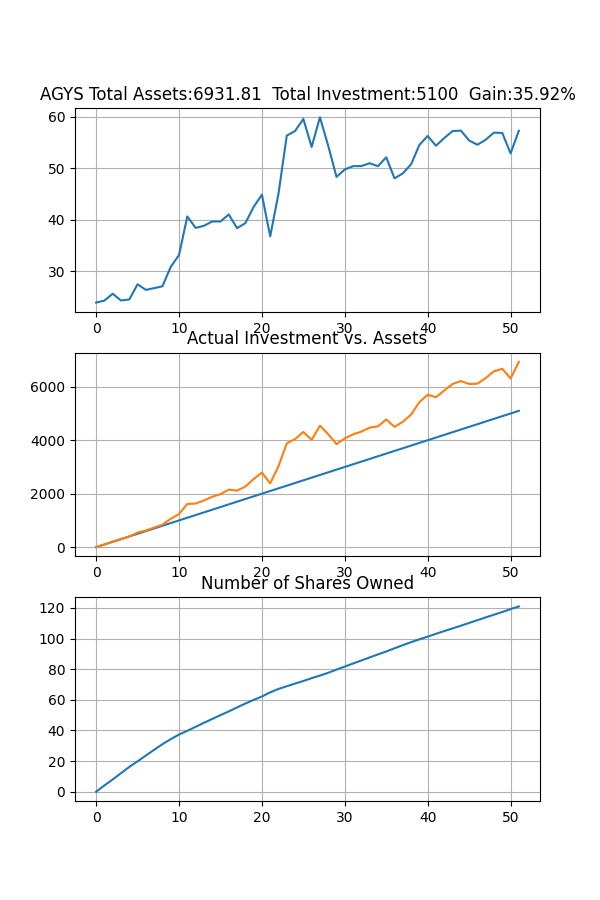 AGYS Total Assets:6931.81  Total Investment:5100  Gain:35.92%
60
50
40
30
0 10 20 30 40 50
Actual Investment vs. Assets
6000
4000
2000
0
0 10 20 30 40 50
Number of Shares Owned
120
100
80
60
40
20
0
0 10 20 30 40 50